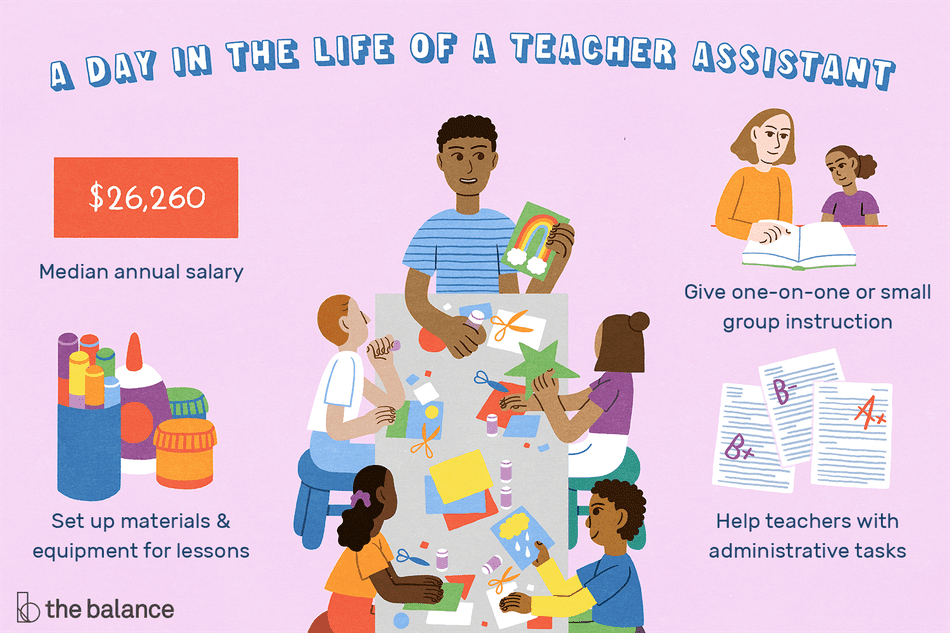 A DAY IN THE LIFE OF A TEACHER ASSISTANT
$26,260
Median annual salary
Set up materials &
equipment for lessons
Give one-on-one or small
group instruction
B+
B-
A+
Help teachers with
administrative tasks
the balance